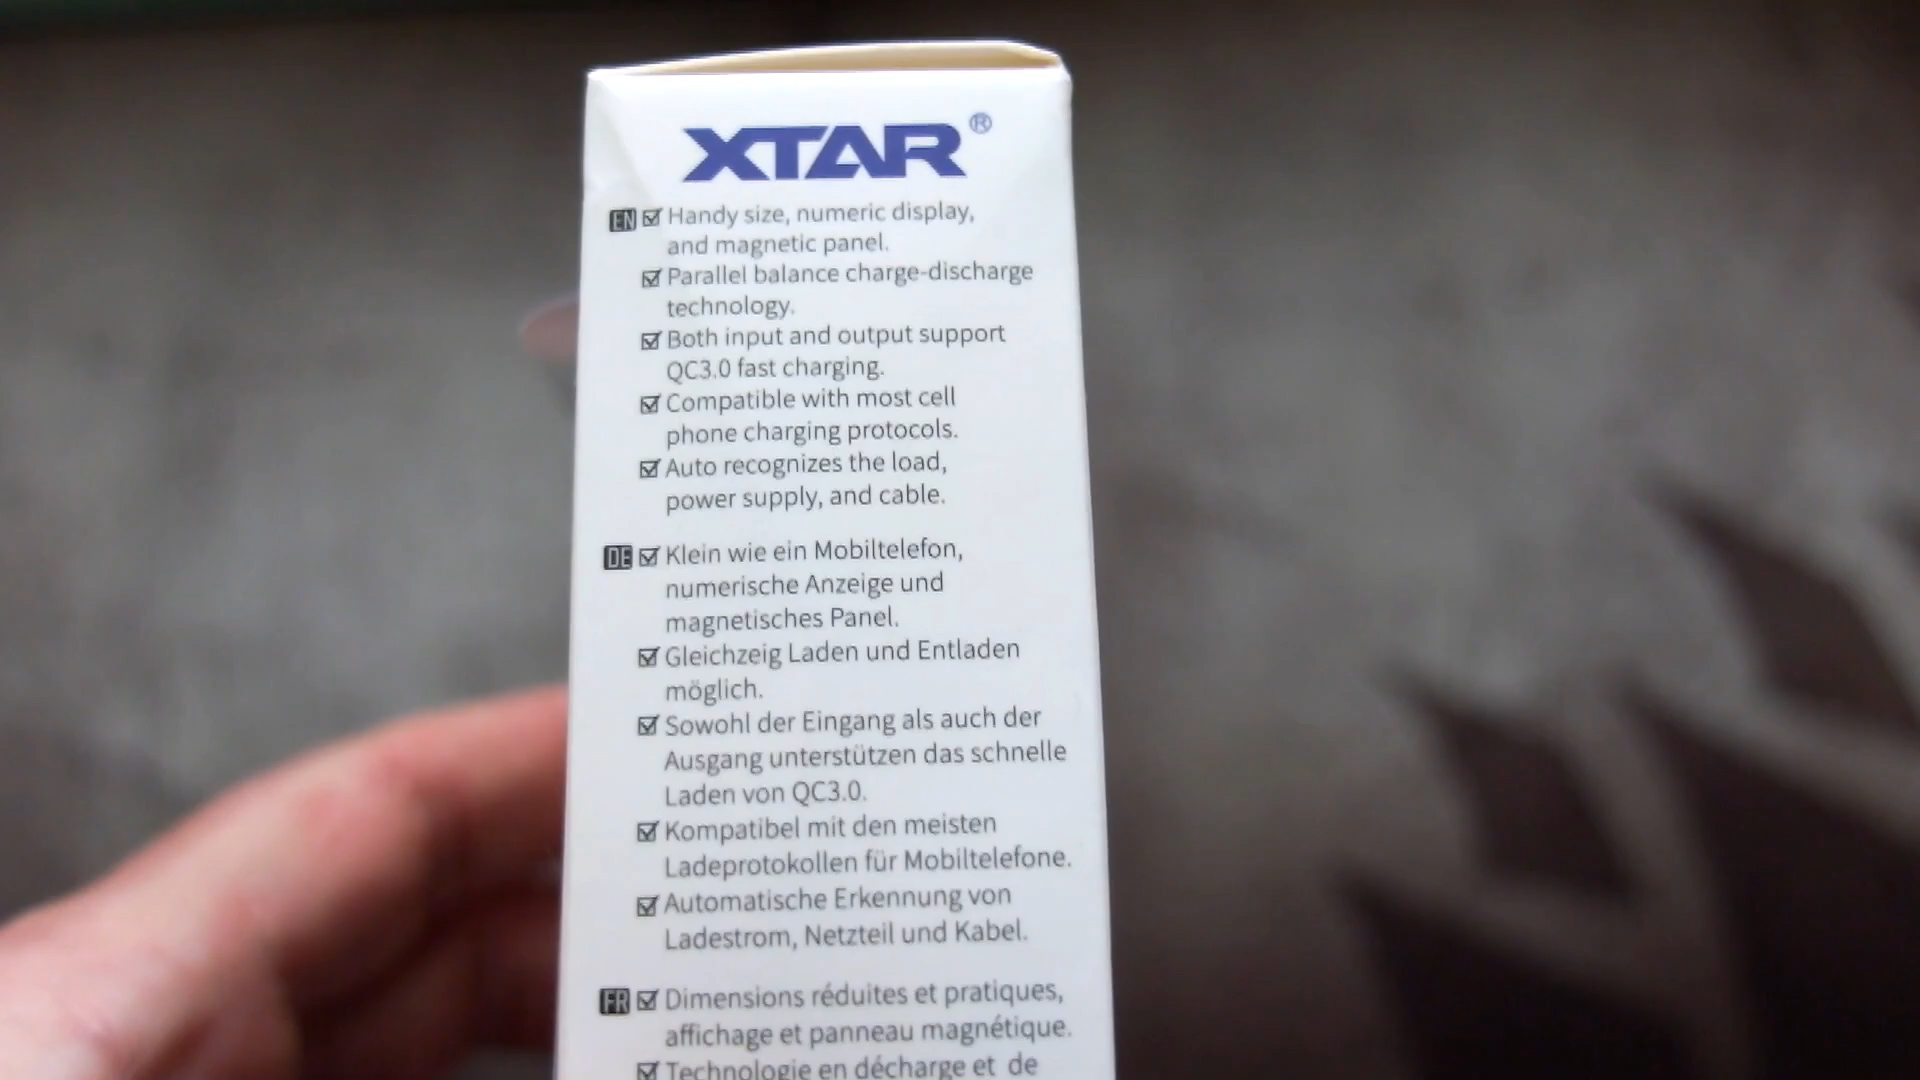 XTAR®
EN ☑ Handy size, numeric display,
and magnetic panel.
☑ Parallel balance charge-discharge
technology.
☑ Both input and output support
QC3.0 fast charging.
☑ Compatible with most cell
phone charging protocols.
☑ Auto recognizes the load,
power supply, and cable.
DE ☑ Klein wie ein Mobiltelefon,
numerische Anzeige und
magnetisches Panel.
☑ Gleichzeig Laden und Entladen
möglich.
☑ Sowohl der Eingang als auch der
Ausgang unterstützen das schnelle
Laden von QC3.0.
☑ Kompatibel mit den meisten
Ladeprotokollen für Mobiltelefone.
☑ Automatische Erkennung von
Ladestrom, Netzteil und Kabel.
FR ☑ Dimensions réduites et pratiques,
affichage et panneau magnétique.
☑ Technologie en décharge et de